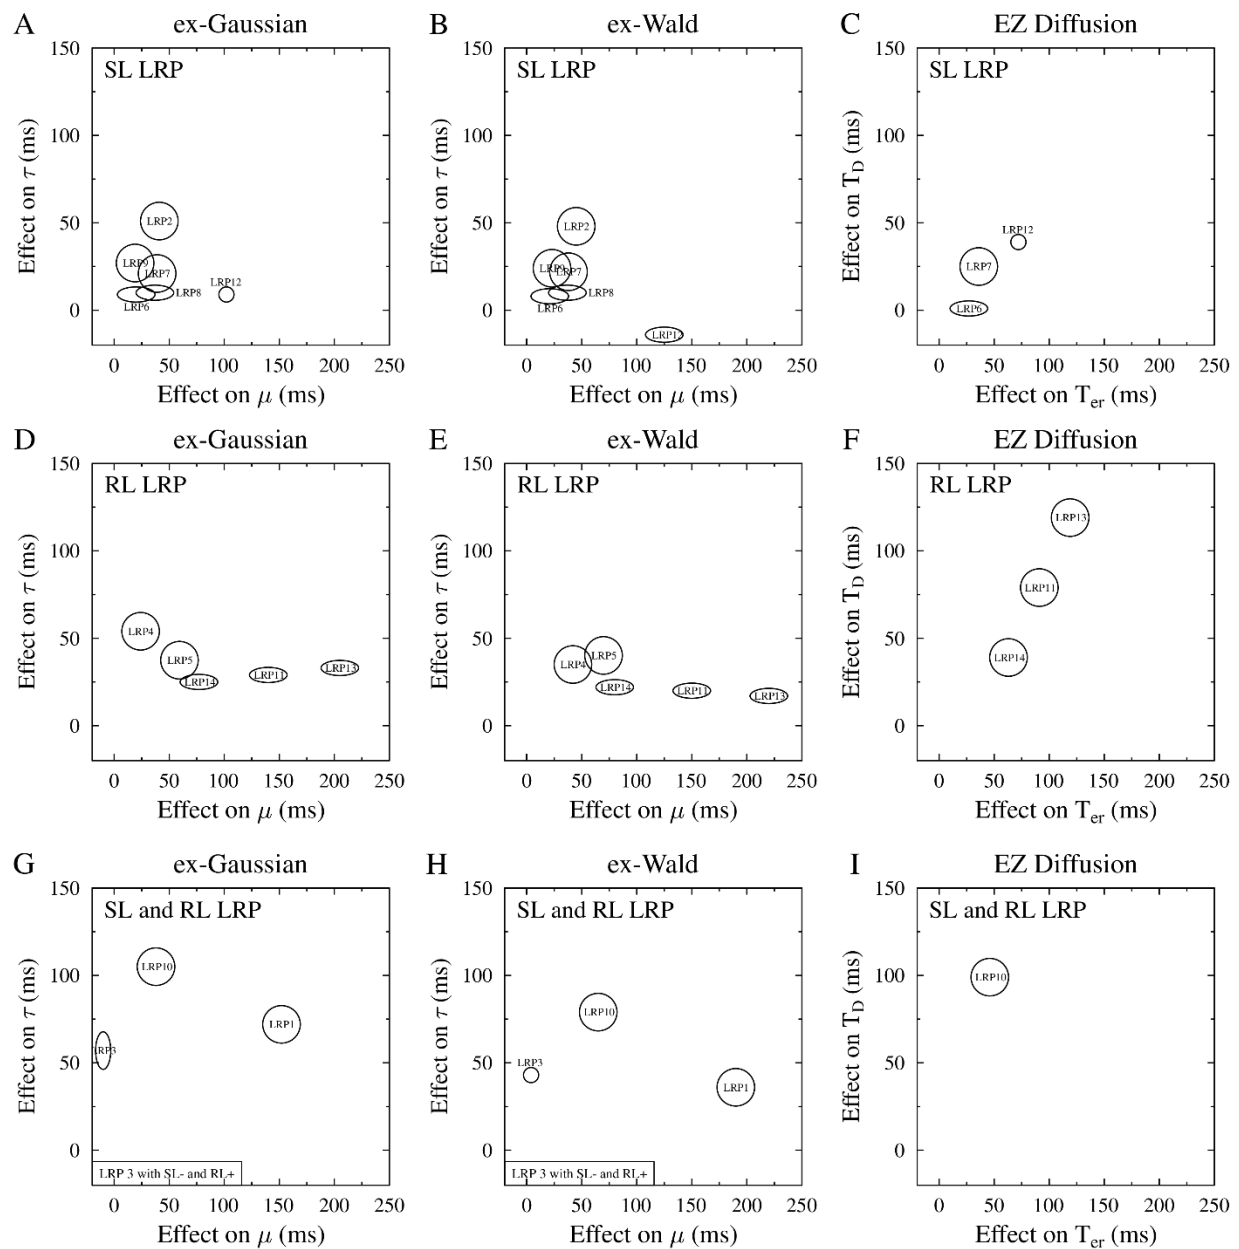 A ex-Gaussian
SL LRP
150
100
50
0
Effect on τ (ms)
LRP2
LRP9
LRP7
LRP12
LRP8
LRP6
0 50 100 150 200 250
Effect on μ (ms)
B ex-Wald
SL LRP
150
100
50
0
Effect on τ (ms)
LRP2
LRP9
LRP7
LRP8
LRP6
LRP12
0 50 100 150 200 250
Effect on μ (ms)
C EZ Diffusion
SL LRP
150
100
50
0
Effect on T_D (ms)
LRP12
LRP7
LRP6
0 50 100 150 200 250
Effect on T_er (ms)
D ex-Gaussian
RL LRP
150
100
50
0
Effect on τ (ms)
LRP4
LRP5
LRP14
LRP11
LRP13
0 50 100 150 200 250
Effect on μ (ms)
E ex-Wald
RL LRP
150
100
50
0
Effect on τ (ms)
LRP4
LRP5
LRP14
LRP11
LRP13
0 50 100 150 200 250
Effect on μ (ms)
F EZ Diffusion
RL LRP
150
100
50
0
Effect on T_D (ms)
LRP13
LRP11
LRP14
0 50 100 150 200 250
Effect on T_er (ms)
G ex-Gaussian
SL and RL LRP
150
100
50
0
Effect on τ (ms)
LRP10
LRP1
LRP3
LRP 3 with SL- and RL+
0 50 100 150 200 250
Effect on μ (ms)
H ex-Wald
SL and RL LRP
150
100
50
0
Effect on τ (ms)
LRP10
LRP3
LRP1
LRP 3 with SL- and RL+
0 50 100 150 200 250
Effect on μ (ms)
I EZ Diffusion
SL and RL LRP
150
100
50
0
Effect on T_D (ms)
LRP10
0 50 100 150 200 250
Effect on T_er (ms)